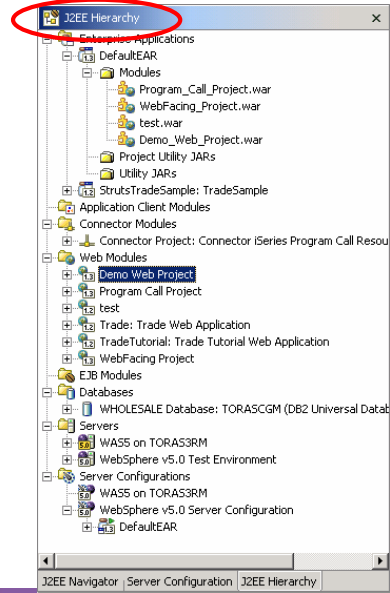 J2EE Hierarchy
Enterprise Applications
DefaultEAR
Modules
Program_Call_Project.war
WebFacing_Project.war
test.war
Demo_Web_Project.war
Project Utility JARs
Utility JARs
StrutsTradeSample: TradeSample
Application Client Modules
Connector Modules
Connector Project: Connector iSeries Program Call Resou
Web Modules
Demo Web Project
Program Call Project
test
Trade: Trade Web Application
TradeTutorial: Trade Tutorial Web Application
WebFacing Project
EJB Modules
Databases
WHOLESALE Database: TORASCGM (DB2 Universal Datab
Servers
WAS5 on TORAS3RM
WebSphere v5.0 Test Environment
Server Configurations
WAS5 on TORAS3RM
WebSphere v5.0 Server Configuration
DefaultEAR
J2EE Navigator Server Configuration J2EE Hierarchy